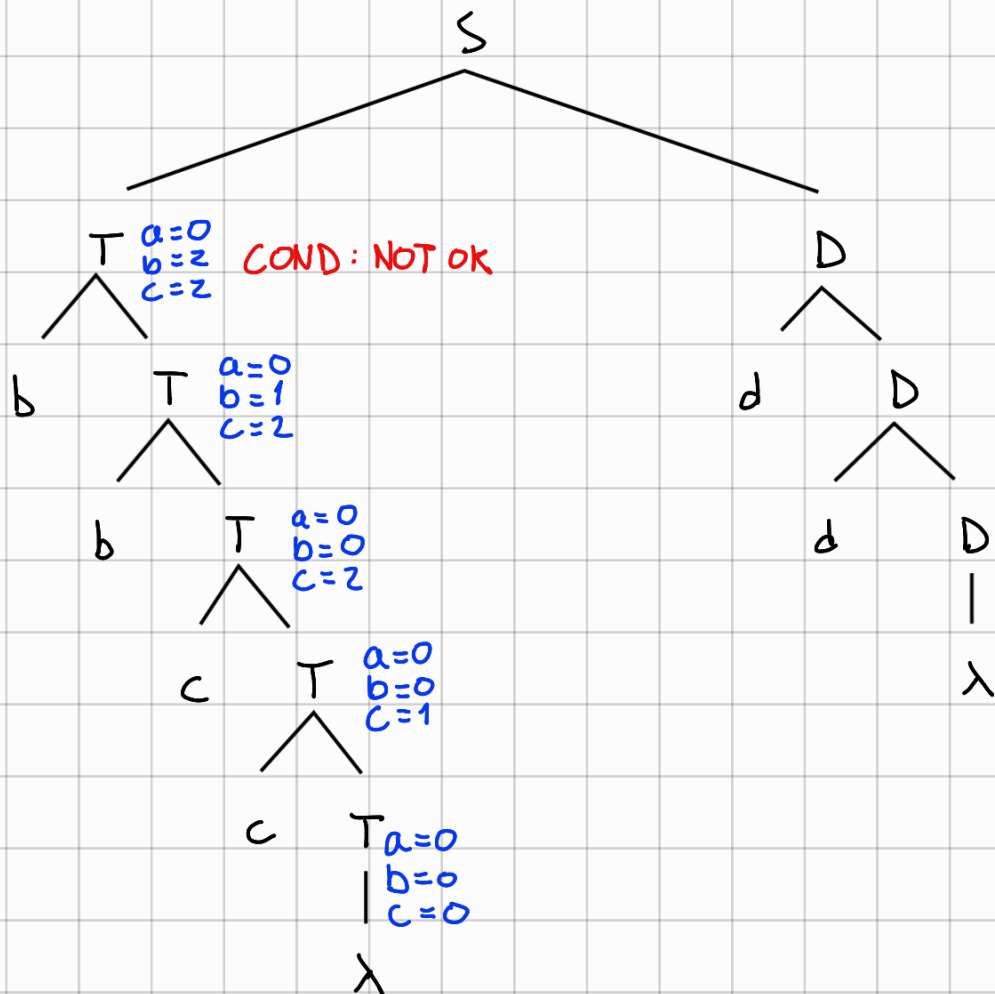 S
T
a=0
b=2
c=2
COND: NOT OK
D
b
T
a=0
b=1
c=2
d
D
b
T
a=0
b=0
c=2
d
D
c
T
a=0
b=0
c=1
λ
c
T
a=0
b=0
c=0
λ